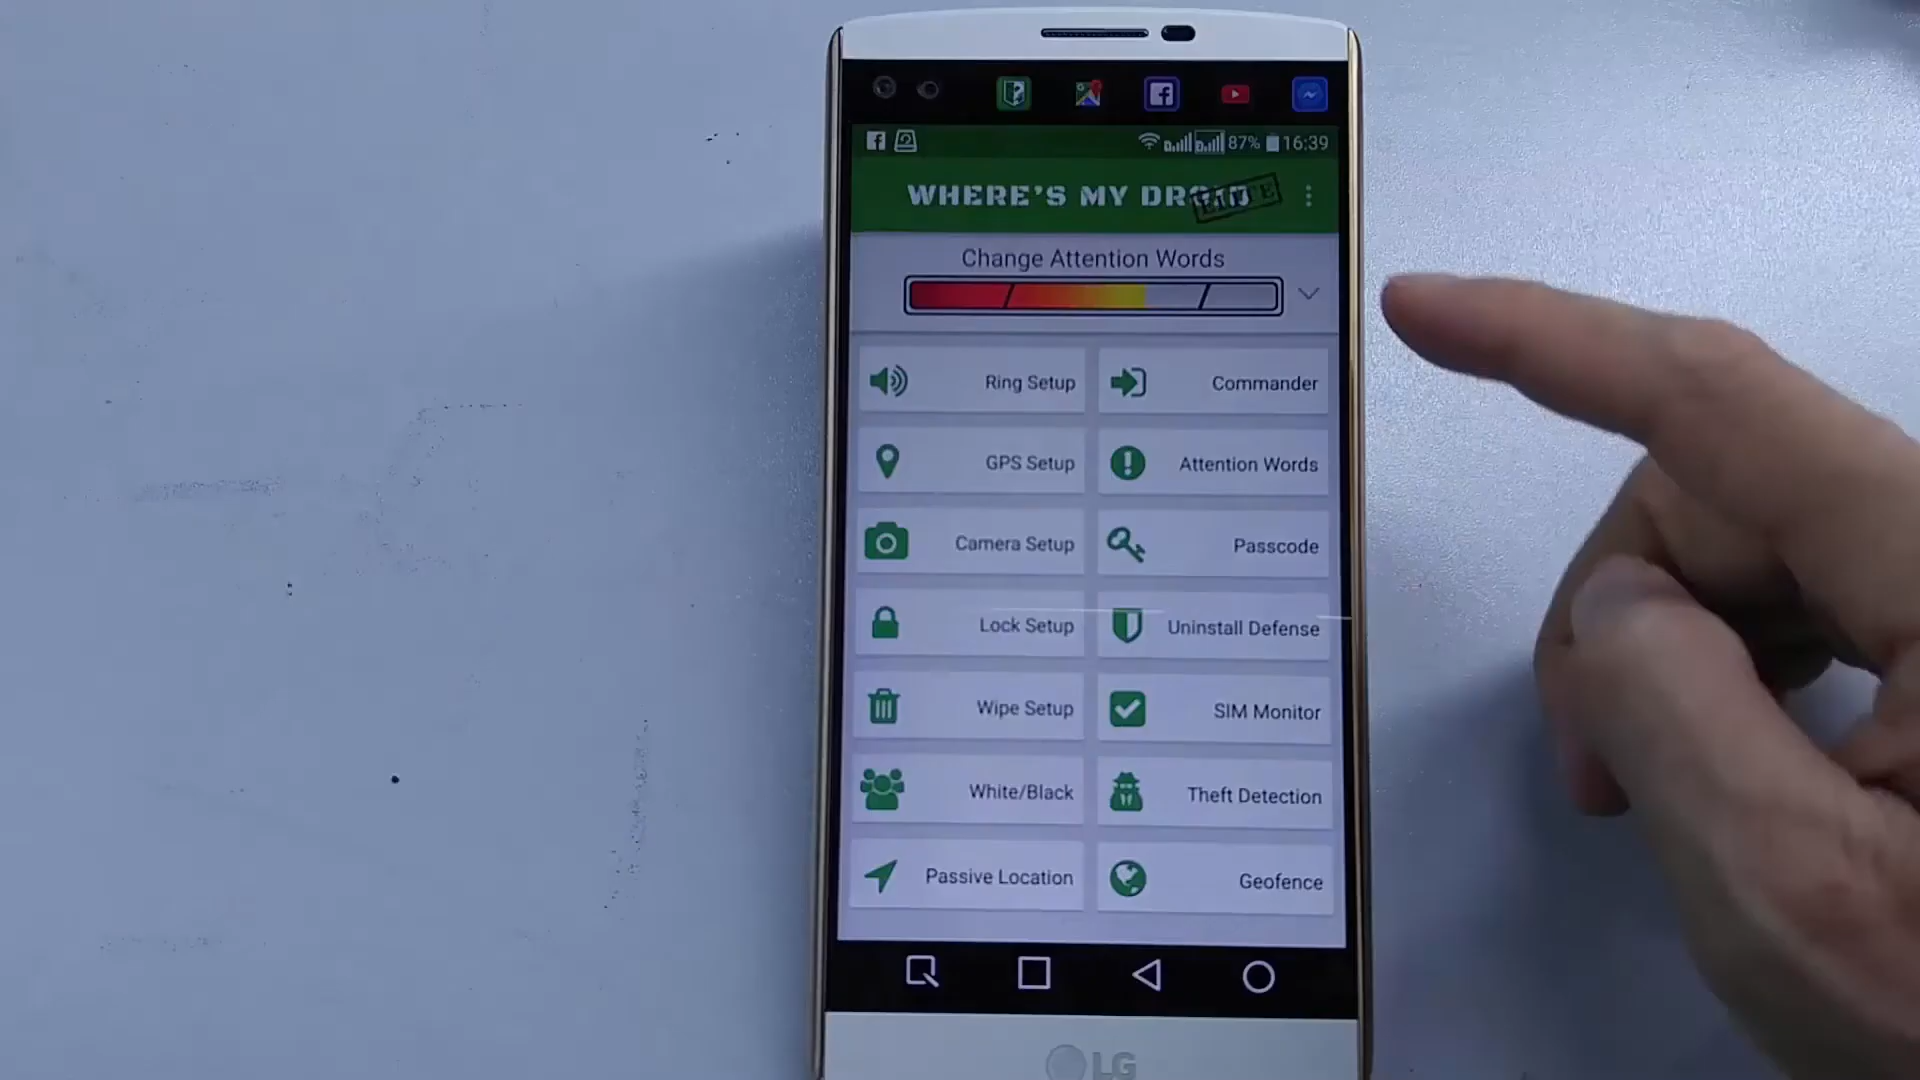 87% 16:39
WHERE'S MY DROID
ELITE
Change Attention Words
Ring Setup
Commander
GPS Setup
Attention Words
Camera Setup
Passcode
Lock Setup
Uninstall Defense
Wipe Setup
SIM Monitor
White/Black
Theft Detection
Passive Location
Geofence
LG